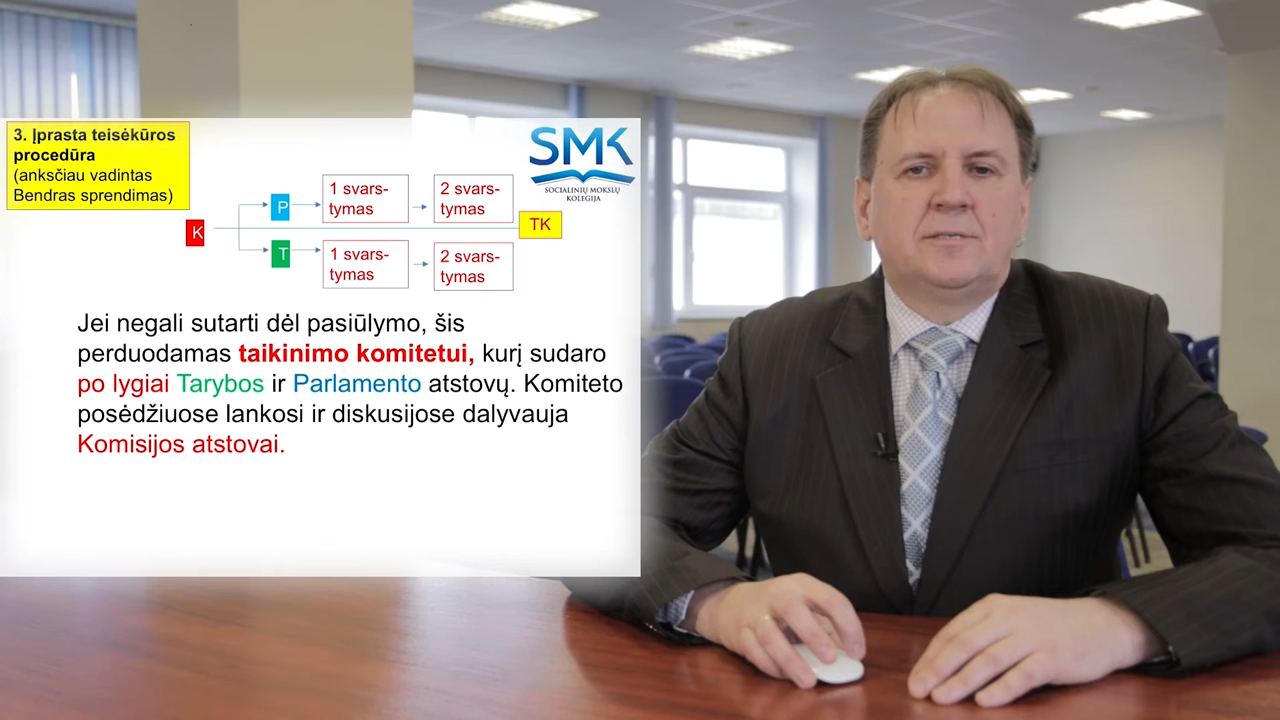 3. Įprasta teisėkūros
procedūra
(anksčiau vadintas
Bendras sprendimas)
SMK
SOCIALINIŲ MOKSLŲ
KOLEGIJA
K
P
1 svars-
tymas
2 svars-
tymas
TK
T
1 svars-
tymas
2 svars-
tymas
Jei negali sutarti dėl pasiūlymo, šis
perduodamas taikinimo komitetui, kurį sudaro
po lygiai Tarybos ir Parlamento atstovų. Komiteto
posėdžiuose lankosi ir diskusijose dalyvauja
Komisijos atstovai.